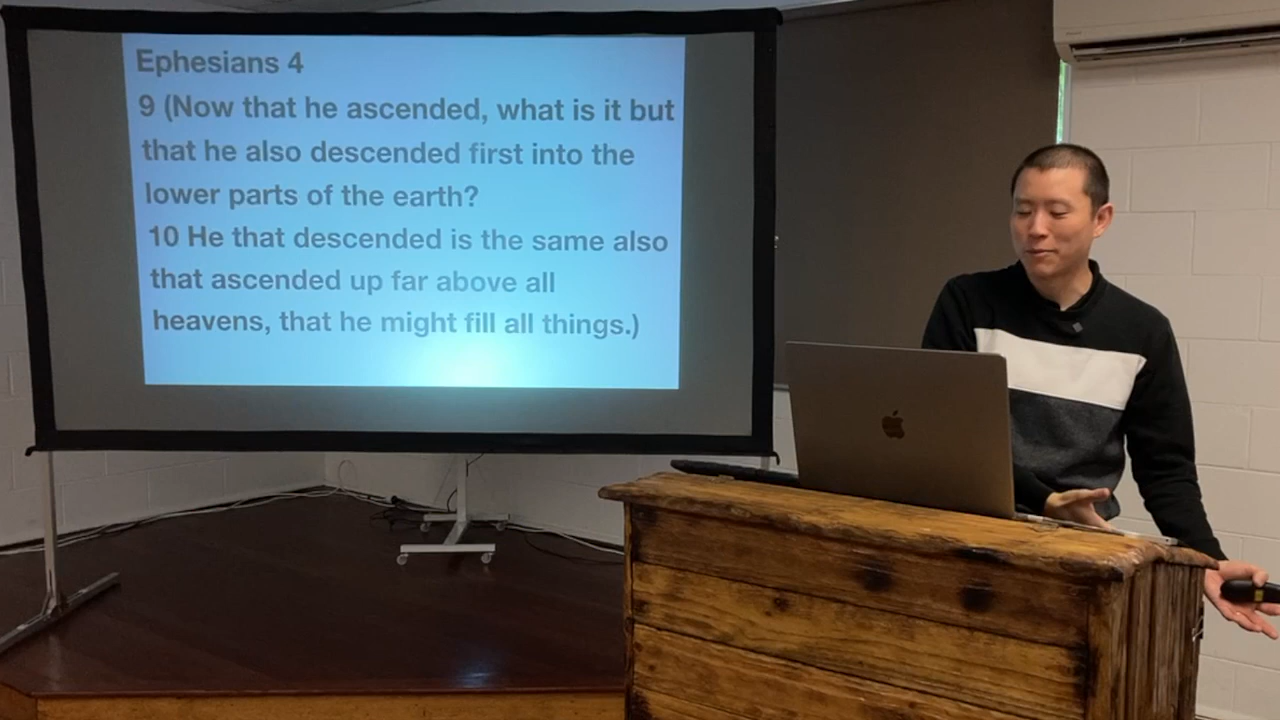 Ephesians 4
9 (Now that he ascended, what is it but
that he also descended first into the
lower parts of the earth?
10 He that descended is the same also
that ascended up far above all
heavens, that he might fill all things.)